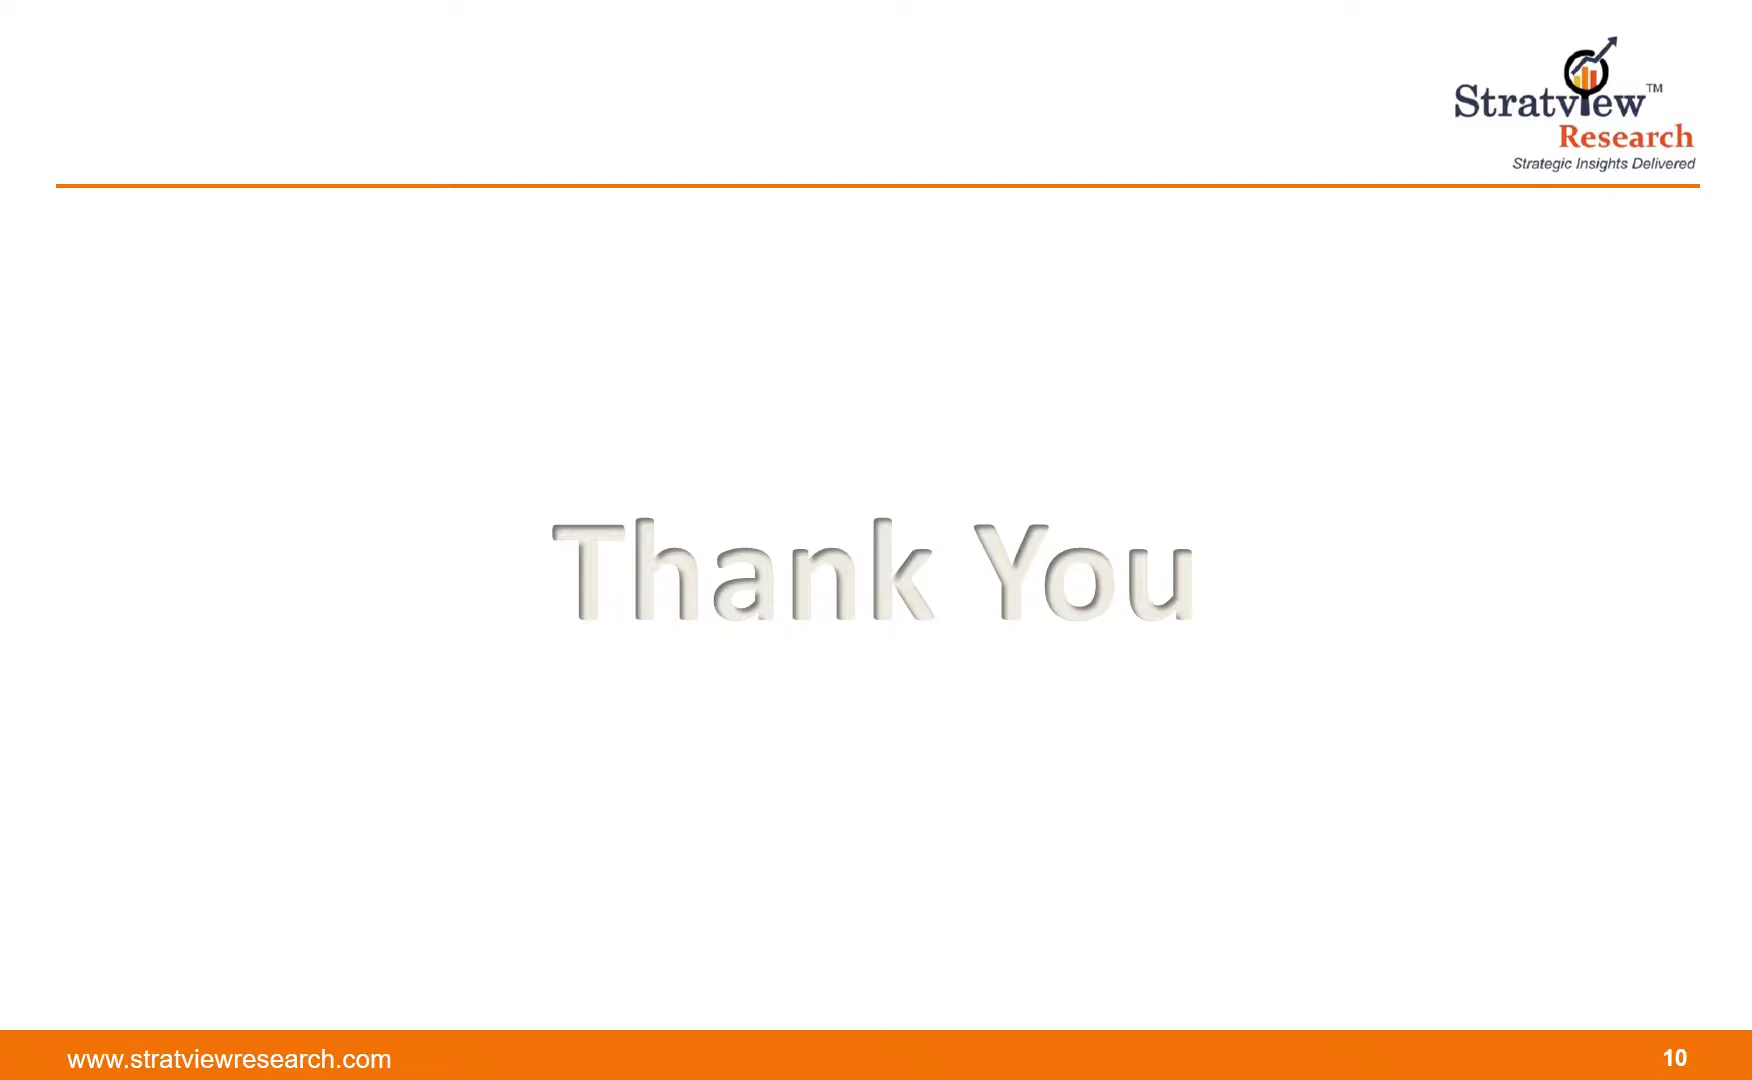 Stratview™
Research
Strategic Insights Delivered
Thank You
www.stratviewresearch.com
10